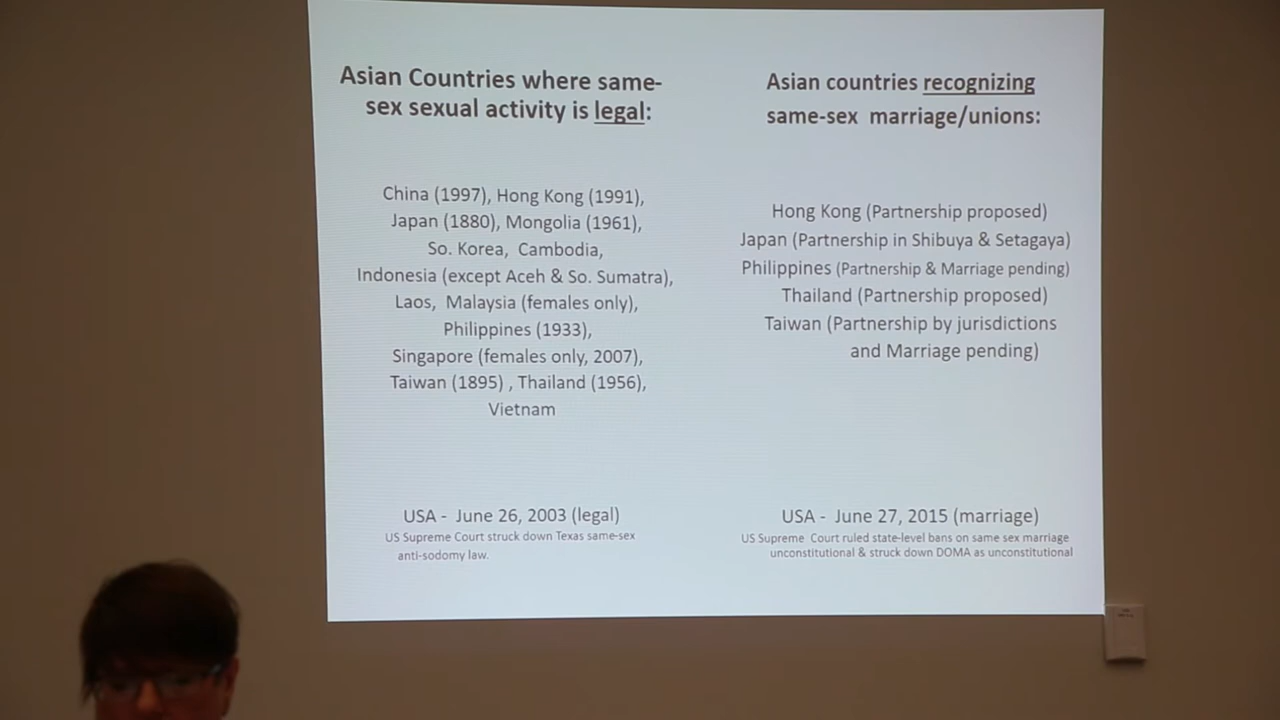 Asian Countries where same-
sex sexual activity is legal:
China (1997), Hong Kong (1991),
Japan (1880), Mongolia (1961),
So. Korea, Cambodia,
Indonesia (except Aceh & So. Sumatra),
Laos, Malaysia (females only),
Philippines (1933),
Singapore (females only, 2007),
Taiwan (1895) , Thailand (1956),
Vietnam
USA - June 26, 2003 (legal)
US Supreme Court struck down Texas same-sex
anti-sodomy law.
Asian countries recognizing
same-sex marriage/unions:
Hong Kong (Partnership proposed)
Japan (Partnership in Shibuya & Setagaya)
Philippines (Partnership & Marriage pending)
Thailand (Partnership proposed)
Taiwan (Partnership by jurisdictions
and Marriage pending)
USA - June 27, 2015 (marriage)
US Supreme Court ruled state-level bans on same sex marriage
unconstitutional & struck down DOMA as unconstitutional